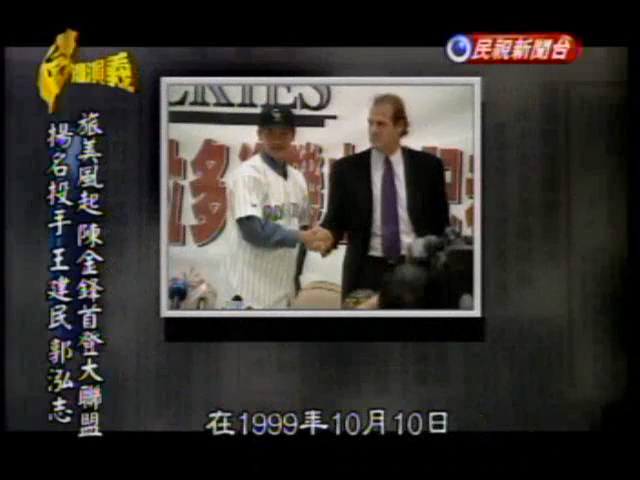 台灣演義
民視新聞台
旅美風起 陳金鋒首登大聯盟
揚名投手 王建民 郭泓志
KIES
多
在1999年10月10日